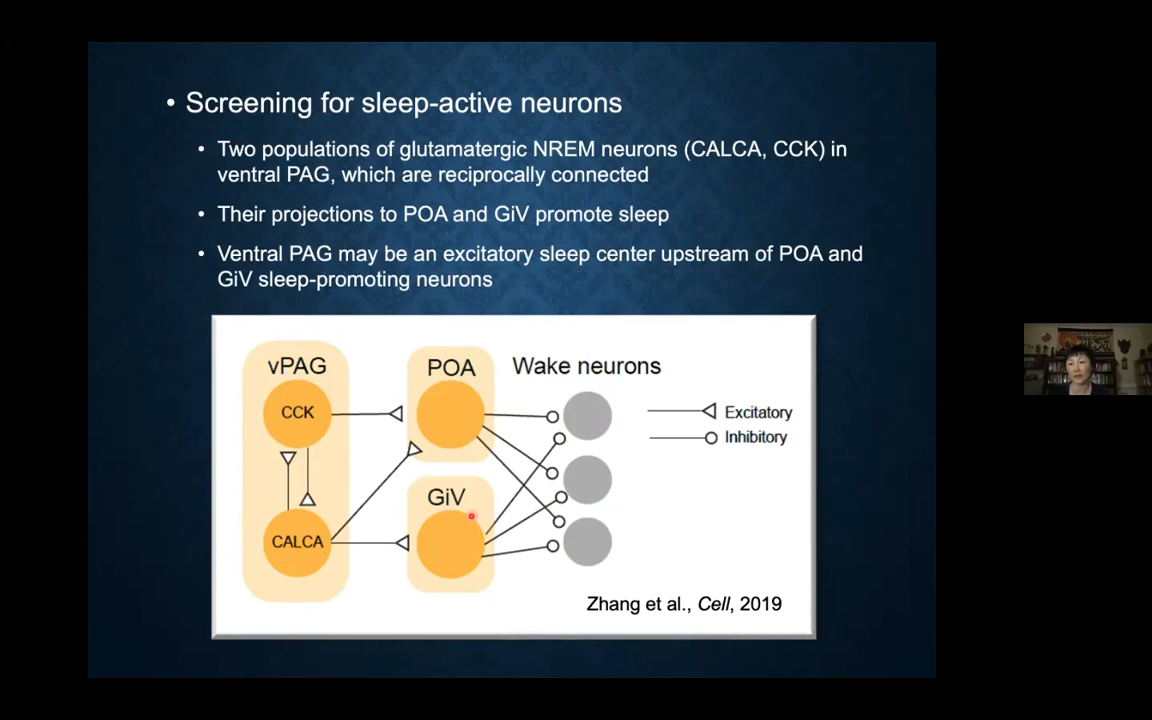 • Screening for sleep-active neurons
• Two populations of glutamatergic NREM neurons (CALCA, CCK) in
ventral PAG, which are reciprocally connected
• Their projections to POA and GiV promote sleep
• Ventral PAG may be an excitatory sleep center upstream of POA and
GiV sleep-promoting neurons
vPAG
POA
Wake neurons
CCK
Excitatory
Inhibitory
GiV
CALCA
Zhang et al., Cell, 2019